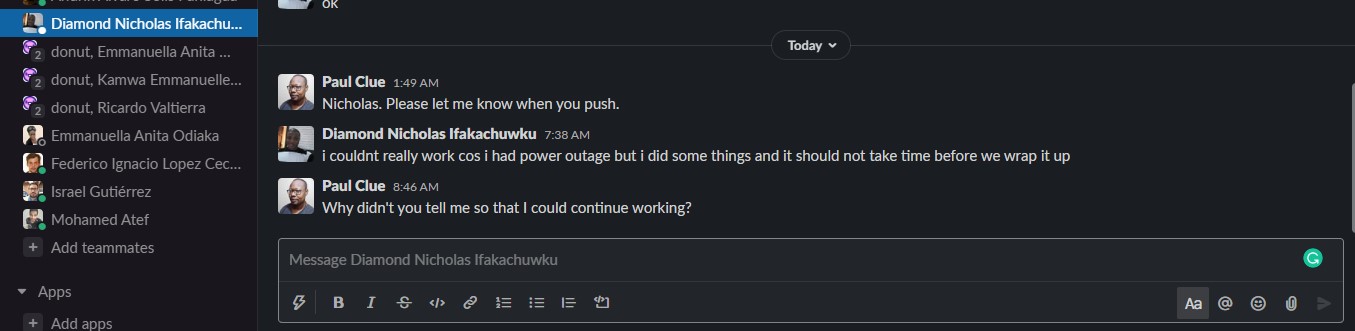 ok
Diamond Nicholas Ifakachu...
Today
donut, Emmanuella Anita ...
2
donut, Kamwa Emmanuelle...
2
donut, Ricardo Valtierra
2
Emmanuella Anita Odiaka
Federico Ignacio Lopez Cec...
Israel Gutiérrez
Mohamed Atef
+ Add teammates
Apps
+ Add apps
Paul Clue 1:49 AM
Nicholas. Please let me know when you push.
Diamond Nicholas Ifakachuwku 7:38 AM
i couldnt really work cos i had power outage but i did some things and it should not take time before we wrap it up
Paul Clue 8:46 AM
Why didn't you tell me so that I could continue working?
Message Diamond Nicholas Ifakachuwku
B I S </> Aa @